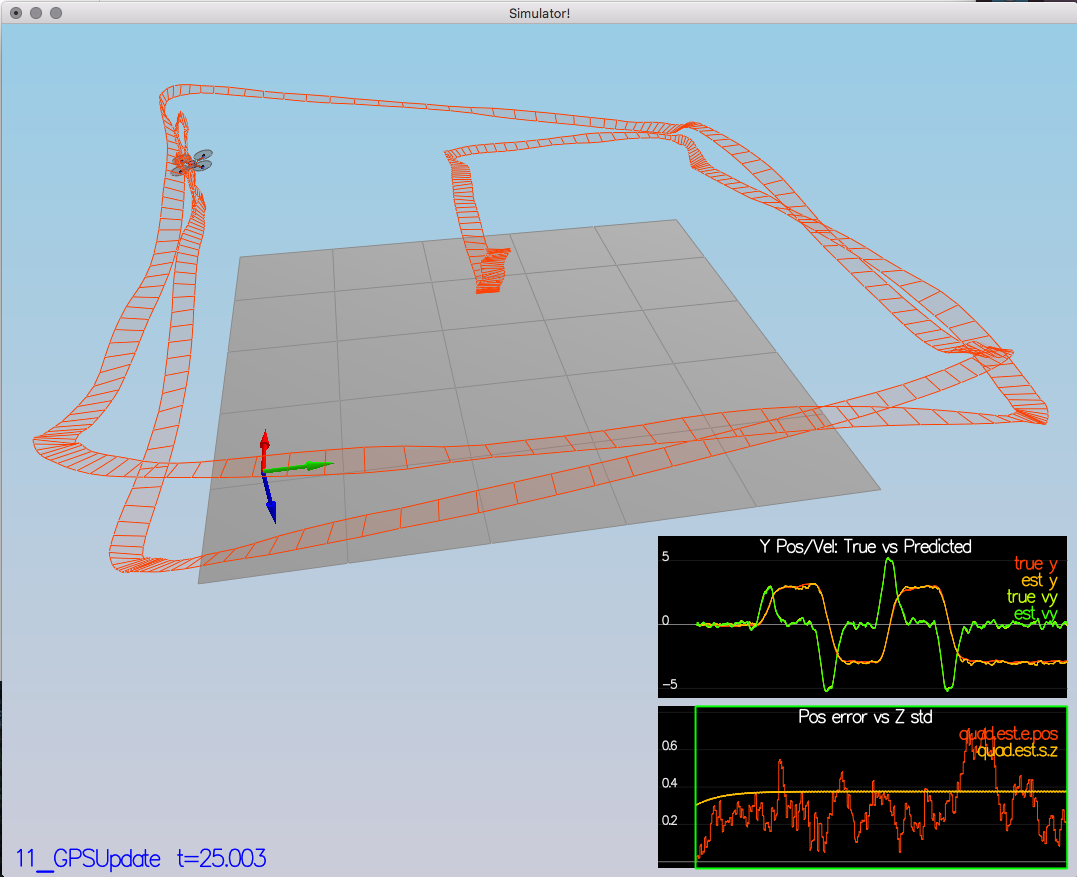 Simulator!
Y Pos/Vel: True vs Predicted
5
true y
est y
true vy
est vy
0
-5
Pos error vs Z std
quad.est.e.pos
0.6
quad.est.s.z
0.4
0.2
11_GPSUpdate t=25.003